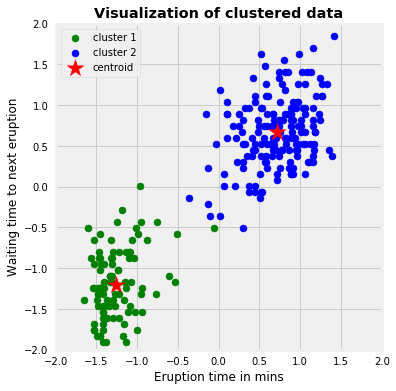 Visualization of clustered data
cluster 1
cluster 2
centroid
Waiting time to next eruption
2.0
1.5
1.0
0.5
0.0
−0.5
−1.0
−1.5
−2.0
−2.0 −1.5 −1.0 −0.5 0.0 0.5 1.0 1.5 2.0
Eruption time in mins